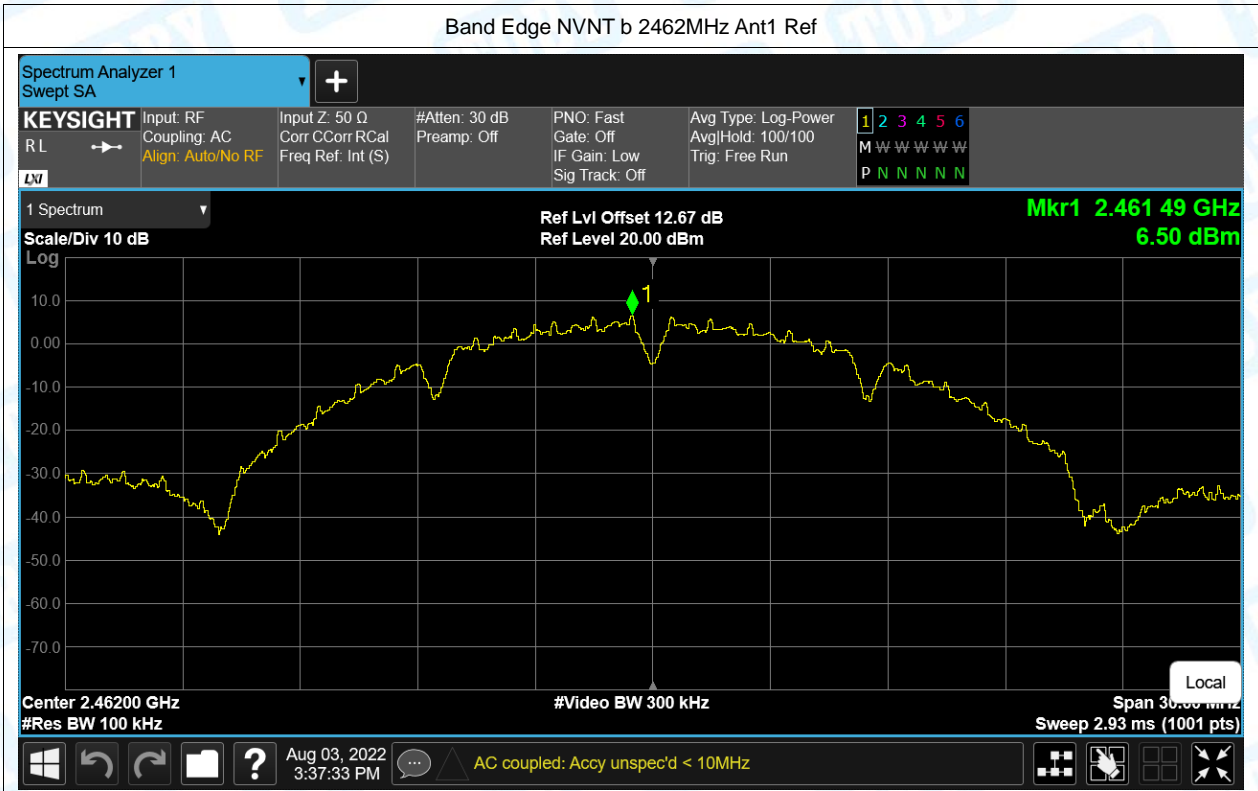 Band Edge NVNT b 2462MHz Ant1 Ref
Spectrum Analyzer 1
Swept SA
KEYSIGHT
RL
LXI
Input: RF
Coupling: AC
Align: Auto/No RF
Input Z: 50 Ω
Corr CCorr RCal
Freq Ref: Int (S)
#Atten: 30 dB
Preamp: Off
PNO: Fast
Gate: Off
IF Gain: Low
Sig Track: Off
Avg Type: Log-Power
Avg|Hold: 100/100
Trig: Free Run
1 2 3 4 5 6
M W W W W W
P N N N N N
1 Spectrum
Scale/Div 10 dB
Ref Lvl Offset 12.67 dB
Ref Level 20.00 dBm
Mkr1 2.461 49 GHz
6.50 dBm
Log
10.0
0.00
-10.0
-20.0
-30.0
-40.0
-50.0
-60.0
-70.0
1
Center 2.46200 GHz
#Res BW 100 kHz
#Video BW 300 kHz
Span 30.00 MHz
Sweep 2.93 ms (1001 pts)
Local
?
Aug 03, 2022
3:37:33 PM
AC coupled: Accy unspec'd < 10MHz